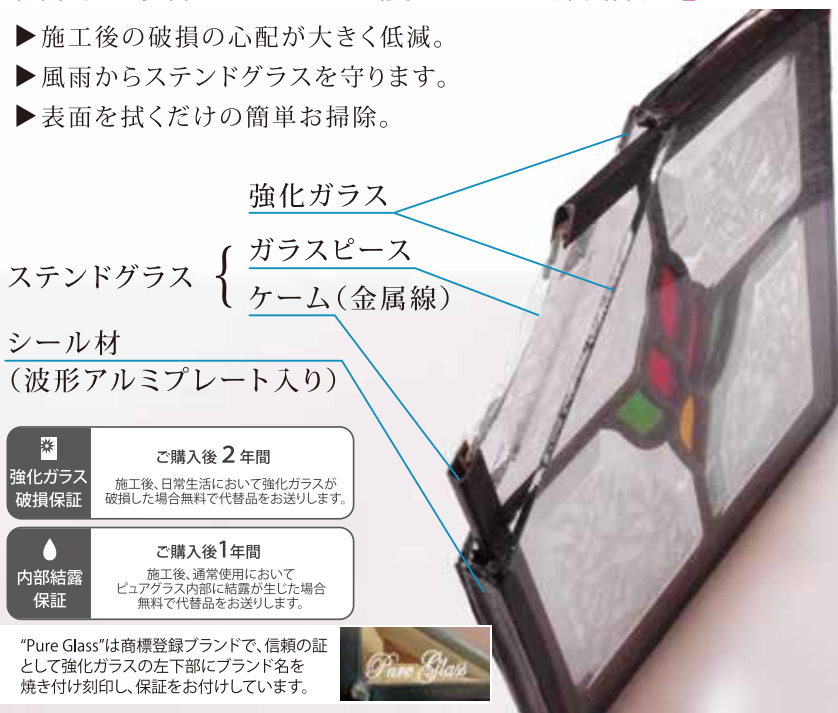 ▶施工後の破損の心配が大きく低減。
▶風雨からステンドグラスを守ります。
▶表面を拭くだけの簡単お掃除。
強化ガラス
ステンドグラス {
ガラスピース
ケーム（金属線）
シール材
（波形アルミプレート入り）
強化ガラス
破損保証
ご購入後2年間
施工後、日常生活において強化ガラスが
破損した場合無料で代替品をお送りします。
内部結露
保証
ご購入後1年間
施工後、通常使用において
ピュアグラス内部に結露が生じた場合
無料で代替品をお送りします。
“Pure Glass”は商標登録ブランドで、信頼の証
として強化ガラスの左下部にブランド名を
焼き付け刻印し、保証をお付けしています。
Pure Glass